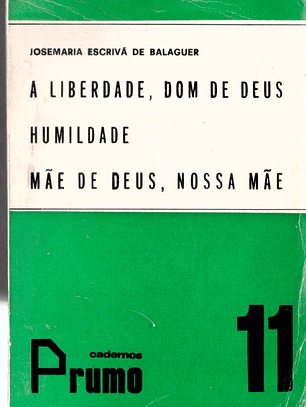 JOSEMARIA ESCRIVÁ DE BALAGUER
A LIBERDADE, DOM DE DEUS
HUMILDADE
MÃE DE DEUS, NOSSA MÃE
cadernos
Prumo
11